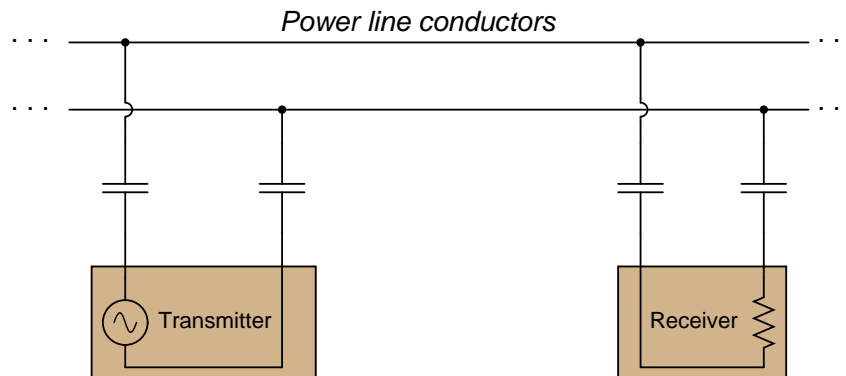 Power line conductors
. . . . .
. . . . .
Transmitter Receiver